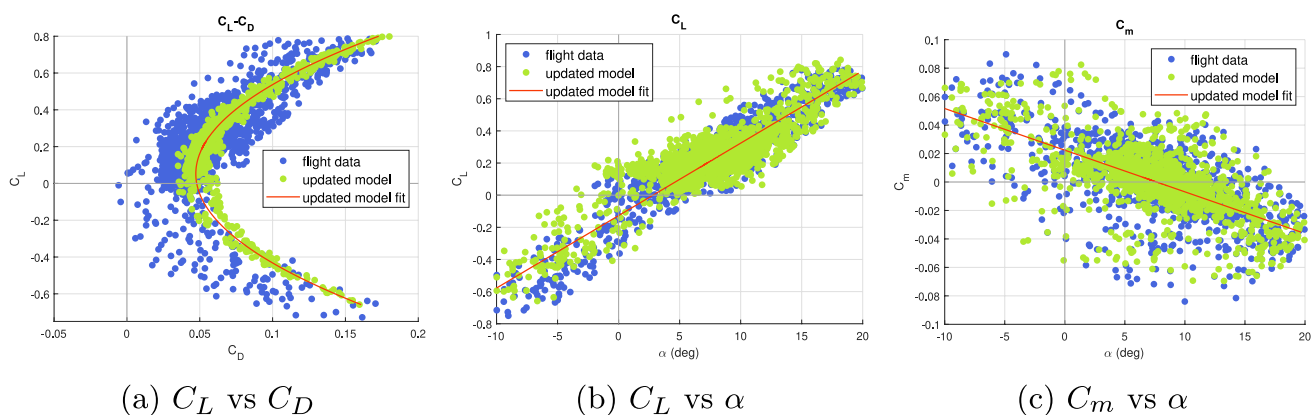 C_L-C_D
C_L
0.8
0.6
0.4
0.2
0
-0.2
-0.4
-0.6
flight data
updated model
updated model fit
-0.05
0
0.05
0.1
0.15
0.2
C_D
(a) C_L vs C_D
C_L
C_L
1
0.8
0.6
0.4
0.2
0
-0.2
-0.4
-0.6
-0.8
flight data
updated model
updated model fit
-10
-5
0
5
10
15
20
α (deg)
(b) C_L vs α
C_m
C_m
0.1
0.08
0.06
0.04
0.02
0
-0.02
-0.04
-0.06
-0.08
-0.1
flight data
updated model
updated model fit
-10
-5
0
5
10
15
20
α (deg)
(c) C_m vs α